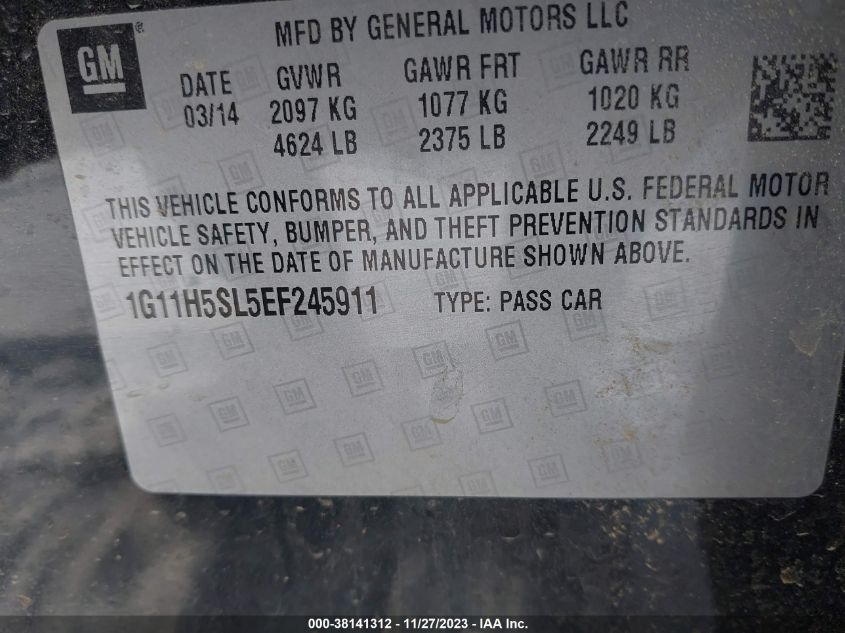 MFD BY GENERAL MOTORS LLC
GM
DATE GVWR GAWR FRT GAWR RR
03/14 2097 KG 1077 KG 1020 KG
4624 LB 2375 LB 2249 LB
THIS VEHICLE CONFORMS TO ALL APPLICABLE U.S. FEDERAL MOTOR
VEHICLE SAFETY, BUMPER, AND THEFT PREVENTION STANDARDS IN
EFFECT ON THE DATE OF MANUFACTURE SHOWN ABOVE.
1G11H5SL5EF245911 TYPE: PASS CAR
000-38141312 - 11/27/2023 - IAA Inc.